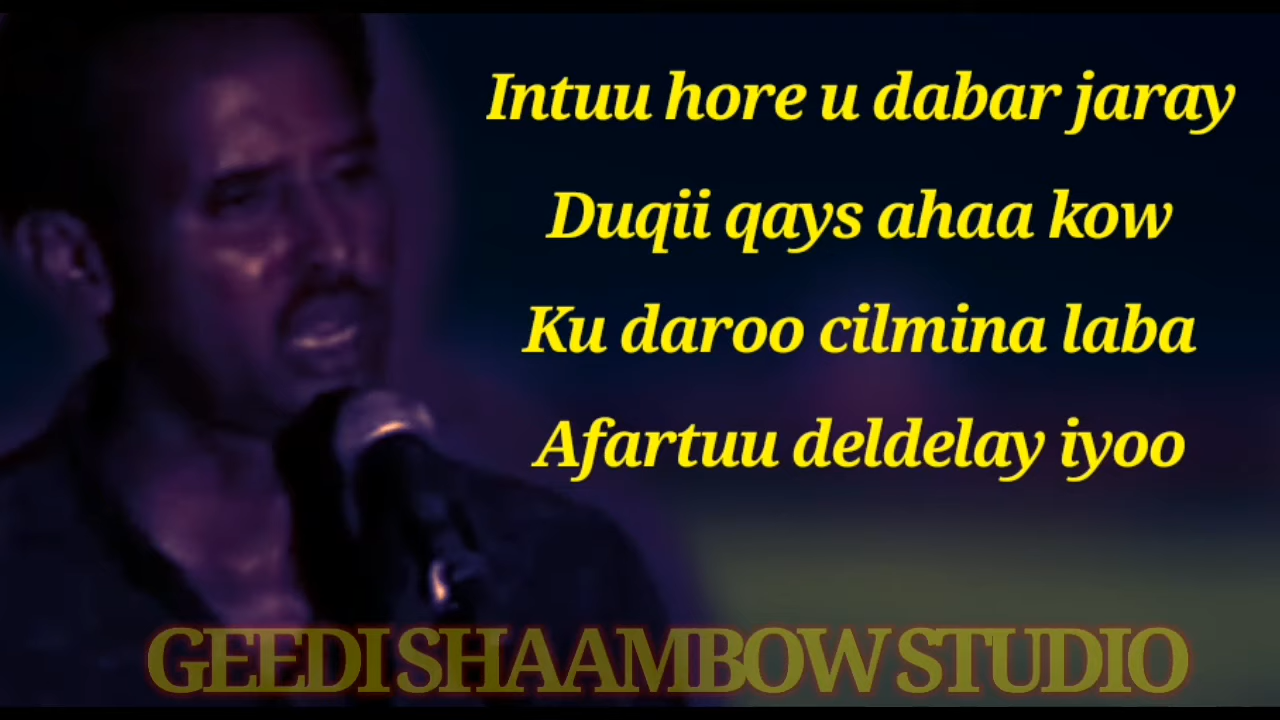 Intuu hore u dabar jaray
Duqii qays ahaa kow
Ku daroo cilmina laba
Afartuu deldelay iyoo
GEEDI SHAAMBOW STUDIO